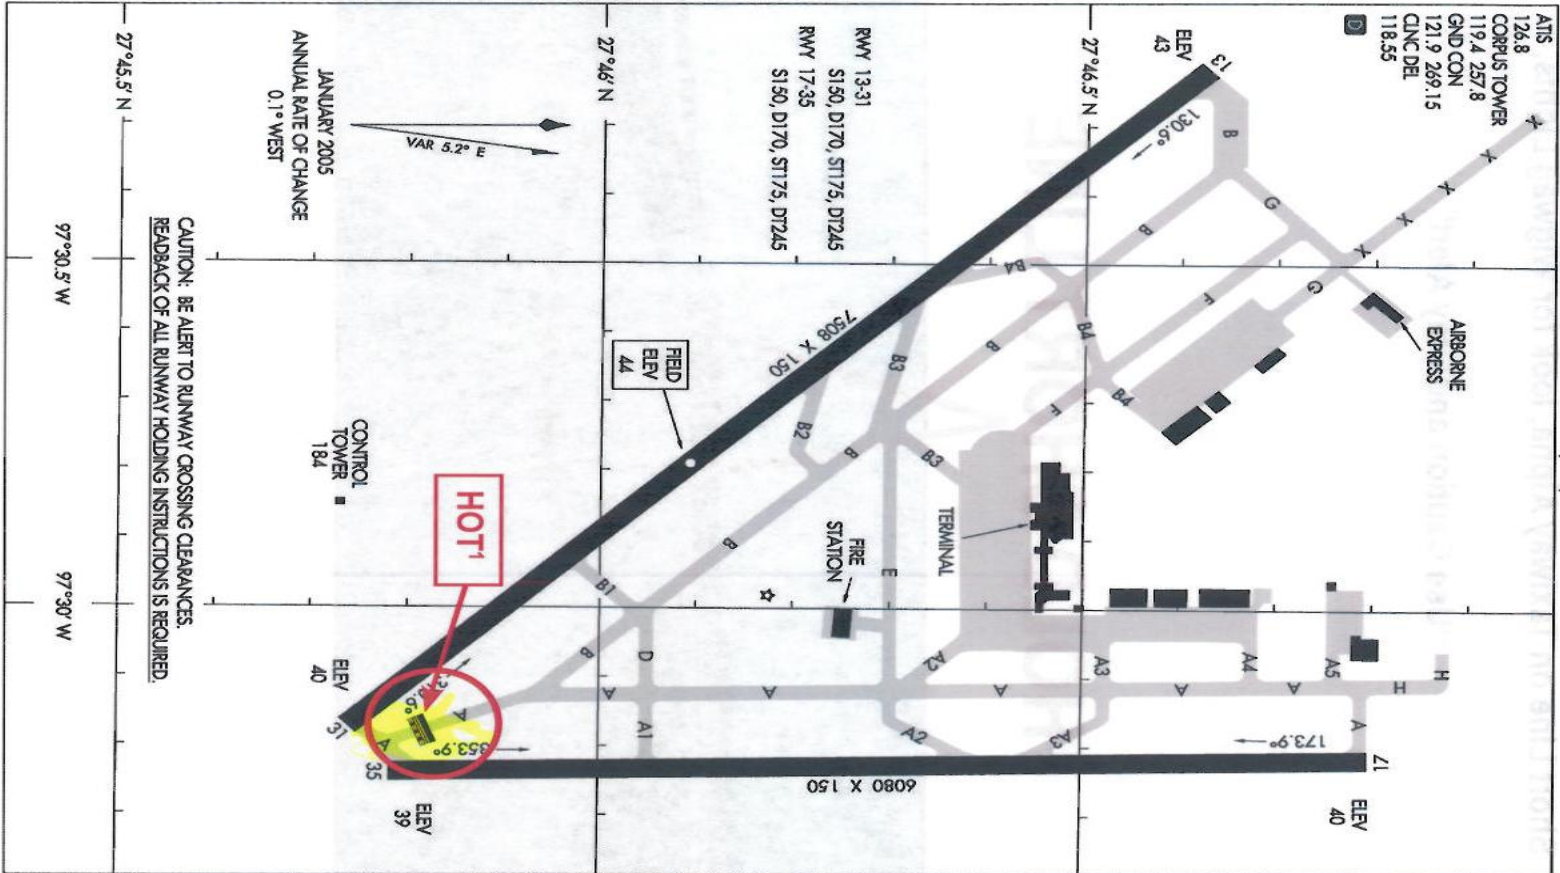 ATIS
126.8
CORPUS TOWER
119.4 257.8
GND CON
121.9 269.15
CLNC DEL
118.55
D
ELEV
43
13
130.6°
27°46.5' N
27°46' N
27°45.5' N
RWY 13-31
S150, D170, ST175, DT245
RWY 17-35
S150, D170, ST175, DT245
VAR 5.2° E
JANUARY 2005
ANNUAL RATE OF CHANGE
0.1° WEST
CAUTION: BE ALERT TO RUNWAY CROSSING CLEARANCES.
READBACK OF ALL RUNWAY HOLDING INSTRUCTIONS IS REQUIRED.
97°30.5' W
97°30' W
X
X
X
X
X
B
G
B
B4
F
G
B4
B4
AIRBORNE
EXPRESS
7508 X 150
B3
B
F
B2
B
B3
FIELD
ELEV
44
CONTROL
TOWER
184
HOT¹
TERMINAL
FIRE
STATION
E
B
B1
D
B
A2
A3
A4
A5
H
H
A
A
A
A
A
A
A
A
A1
A2
A3
173.9°
353.9°
ELEV
40
31
35
ELEV
39
6080 X 150
17
ELEV
40